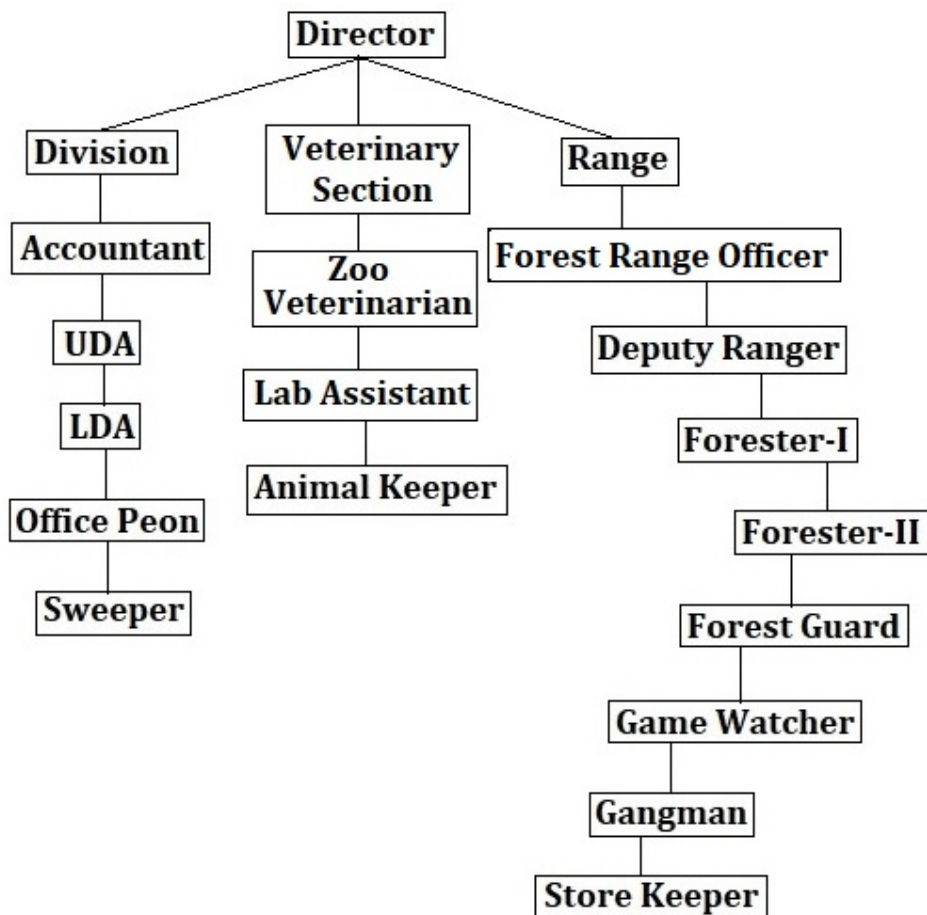 Director
Division
Veterinary
Section
Range
Accountant
Zoo
Veterinarian
Forest Range Officer
UDA
Lab Assistant
Deputy Ranger
LDA
Animal Keeper
Forester-I
Office Peon
Forester-II
Sweeper
Forest Guard
Game Watcher
Gangman
Store Keeper